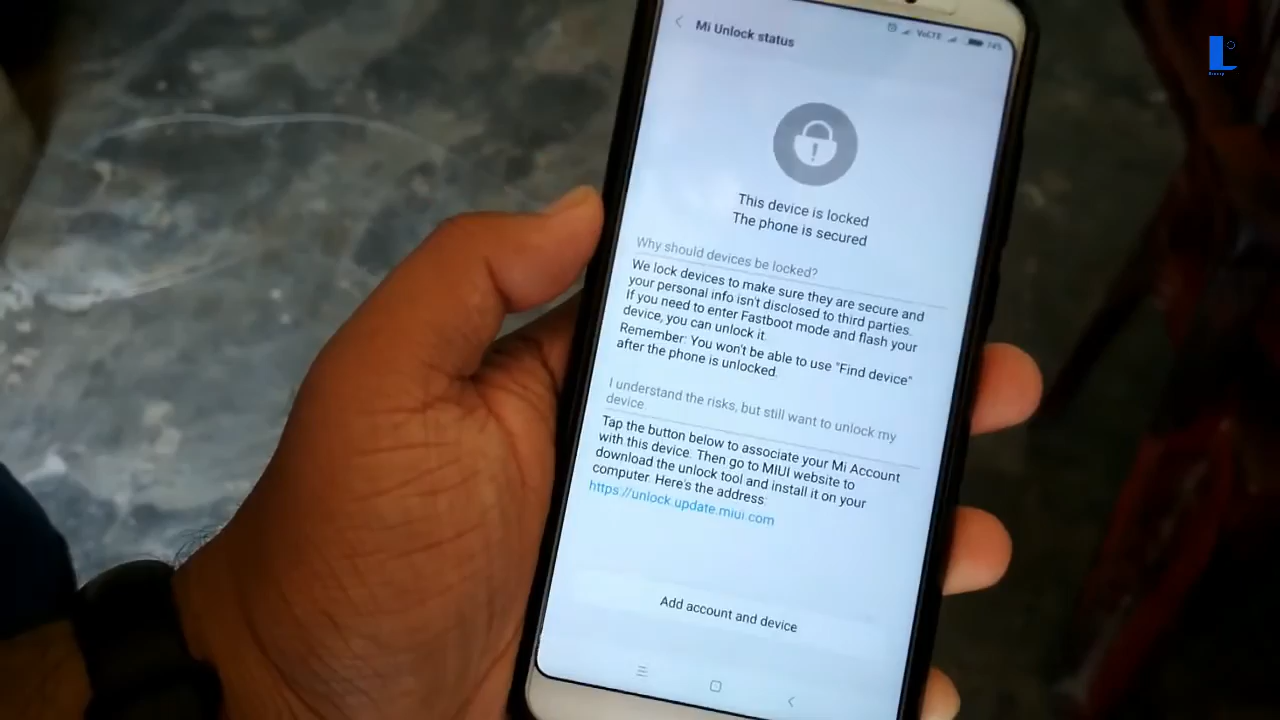 Mi Unlock status
VoLTE
74%
This device is locked
The phone is secured
Why should devices be locked?
We lock devices to make sure they are secure and
your personal info isn't disclosed to third parties.
If you need to enter Fastboot mode and flash your
device, you can unlock it.
Remember: You won't be able to use "Find device"
after the phone is unlocked.
I understand the risks, but still want to unlock my
device
Tap the button below to associate your Mi Account
with this device. Then go to MIUI website to
download the unlock tool and install it on your
computer. Here's the address:
https://unlock.update.miui.com
Add account and device